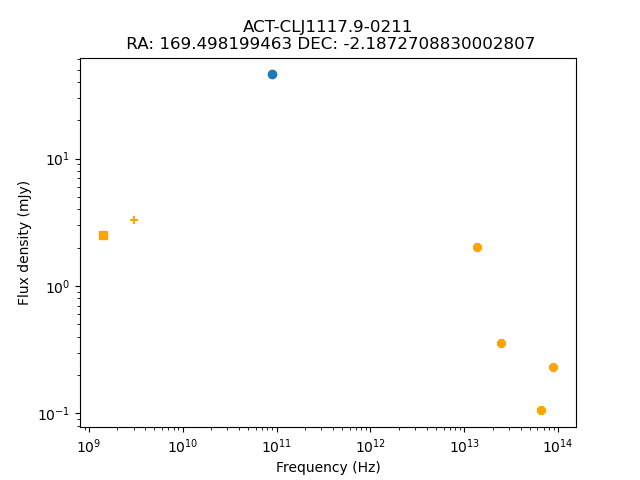 ACT-CLJ1117.9-0211
RA: 169.498199463 DEC: -2.1872708830002807
10¹
10⁰
10⁻¹
Flux density (mJy)
10⁹ 10¹⁰ 10¹¹ 10¹² 10¹³ 10¹⁴
Frequency (Hz)